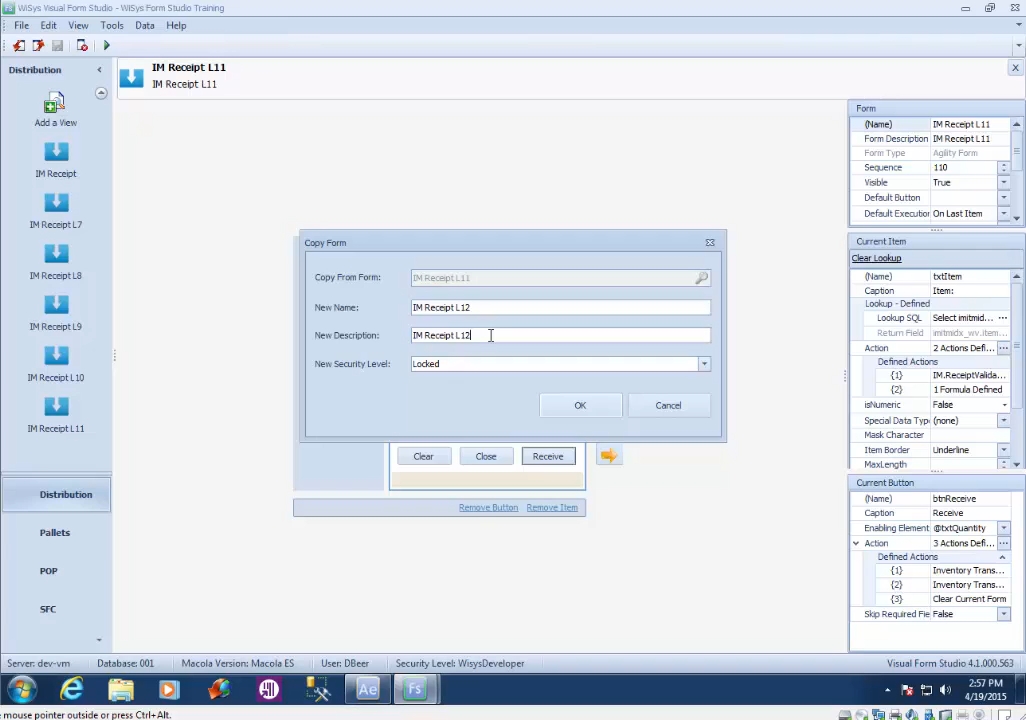 WiSys Visual Form Studio - WiSys Form Studio Training
File Edit View Tools Data Help
Distribution
Add a View
IM Receipt
IM Receipt L7
IM Receipt L8
IM Receipt L9
IM Receipt L10
IM Receipt L11
Distribution
Pallets
POP
SFC
IM Receipt L11
IM Receipt L11
Copy Form
Copy From Form: IM Receipt L11
New Name: IM Receipt L12
New Description: IM Receipt L12
New Security Level: Locked
OK Cancel
Clear Close Receive
Remove Button Remove Item
Form
(Name) IM Receipt L11
Form Description IM Receipt L11
Form Type Agility Form
Sequence 110
Visible True
Default Button
Default Execution On Last Item
Current Item
Clear Lookup
(Name) txtItem
Caption Item:
Lookup - Defined
Lookup SQL Select imitmid... ...
Return Field imitmidx_wv.item...
Action 2 Actions Defi... ...
Defined Actions
{1} IM.ReceiptValida...
{2} 1 Formula Defined
isNumeric False
Special Data Typ (none)
Mask Character
Item Border Underline
MaxLength
Current Button
(Name) btnReceive
Caption Receive
Enabling Element @txtQuantity
Action 3 Actions Defi... ...
Defined Actions
{1} Inventory Trans...
{2} Inventory Trans...
{3} Clear Current Form
Skip Required Fie False
Server: dev-vm Database: 001 Macola Version: Macola ES User: DBeer Security Level: WisysDeveloper Visual Form Studio 4.1.000.563
Ae Fs
2:57 PM
4/19/2015
mouse pointer outside or press Ctrl+Alt.